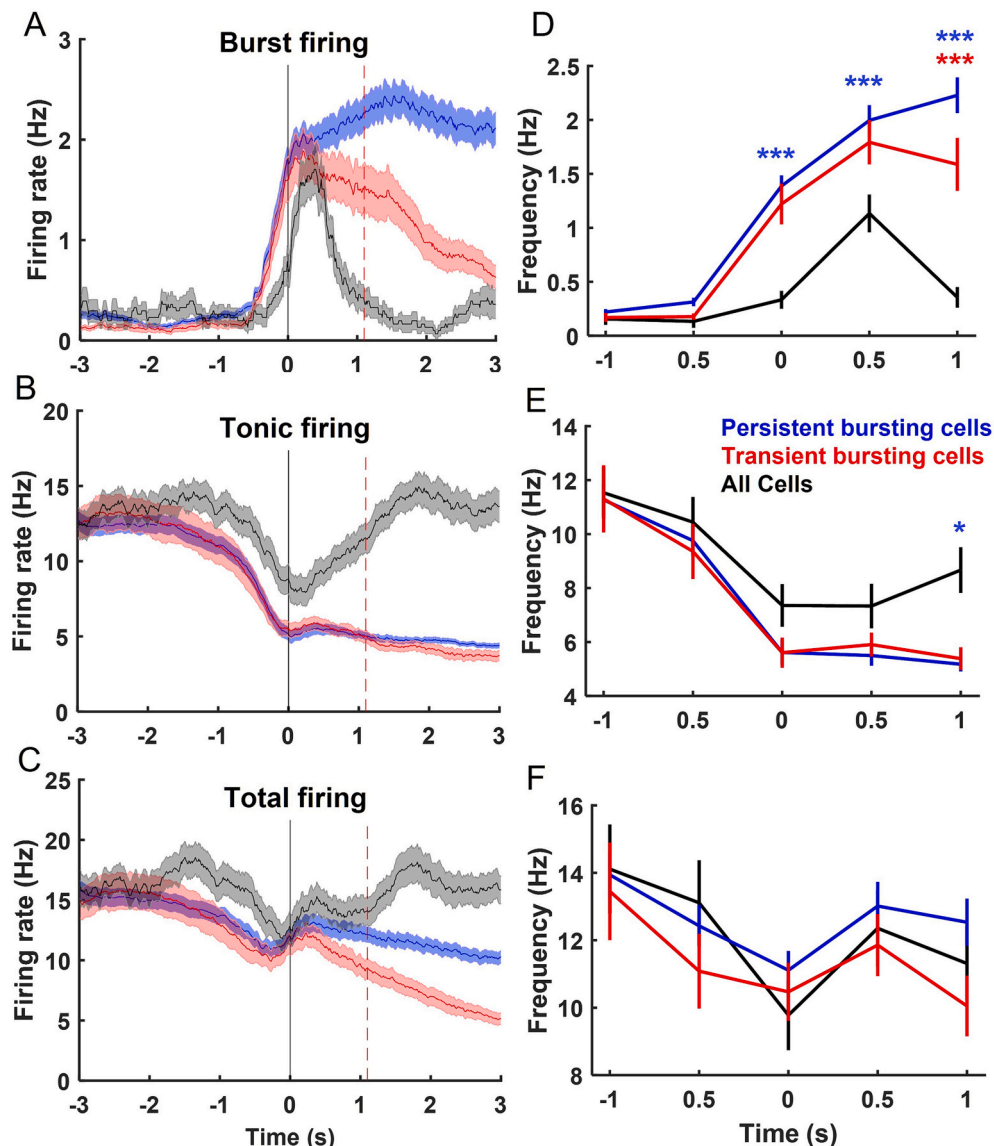 A
Burst firing
Firing rate (Hz)
3
2
1
0
-3 -2 -1 0 1 2 3
D
***
***
***
***
Frequency (Hz)
2.5
2
1.5
1
0.5
0
-1 0.5 0 0.5 1
B
Tonic firing
Firing rate (Hz)
20
15
10
5
0
-3 -2 -1 0 1 2 3
E
Persistent bursting cells
Transient bursting cells
All Cells
*
Frequency (Hz)
14
12
10
8
6
4
-1 0.5 0 0.5 1
C
Total firing
Firing rate (Hz)
25
20
15
10
5
0
-3 -2 -1 0 1 2 3
Time (s)
F
Frequency (Hz)
16
14
12
10
8
-1 0.5 0 0.5 1
Time (s)